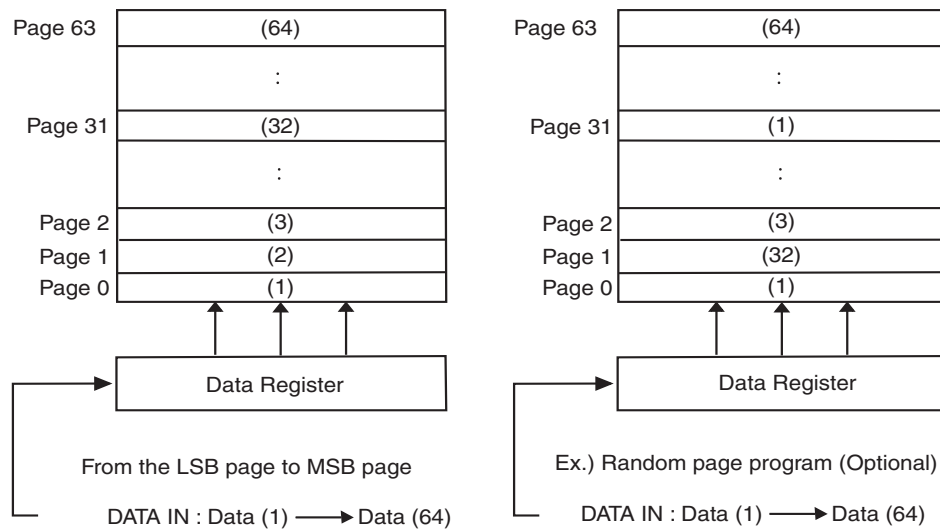 Page 63 (64)
:
Page 31 (32)
:
Page 2 (3)
Page 1 (2)
Page 0 (1)
Data Register
From the LSB page to MSB page
DATA IN : Data (1) Data (64)
Page 63 (64)
:
Page 31 (1)
:
Page 2 (3)
Page 1 (32)
Page 0 (1)
Data Register
Ex.) Random page program (Optional)
DATA IN : Data (1) Data (64)